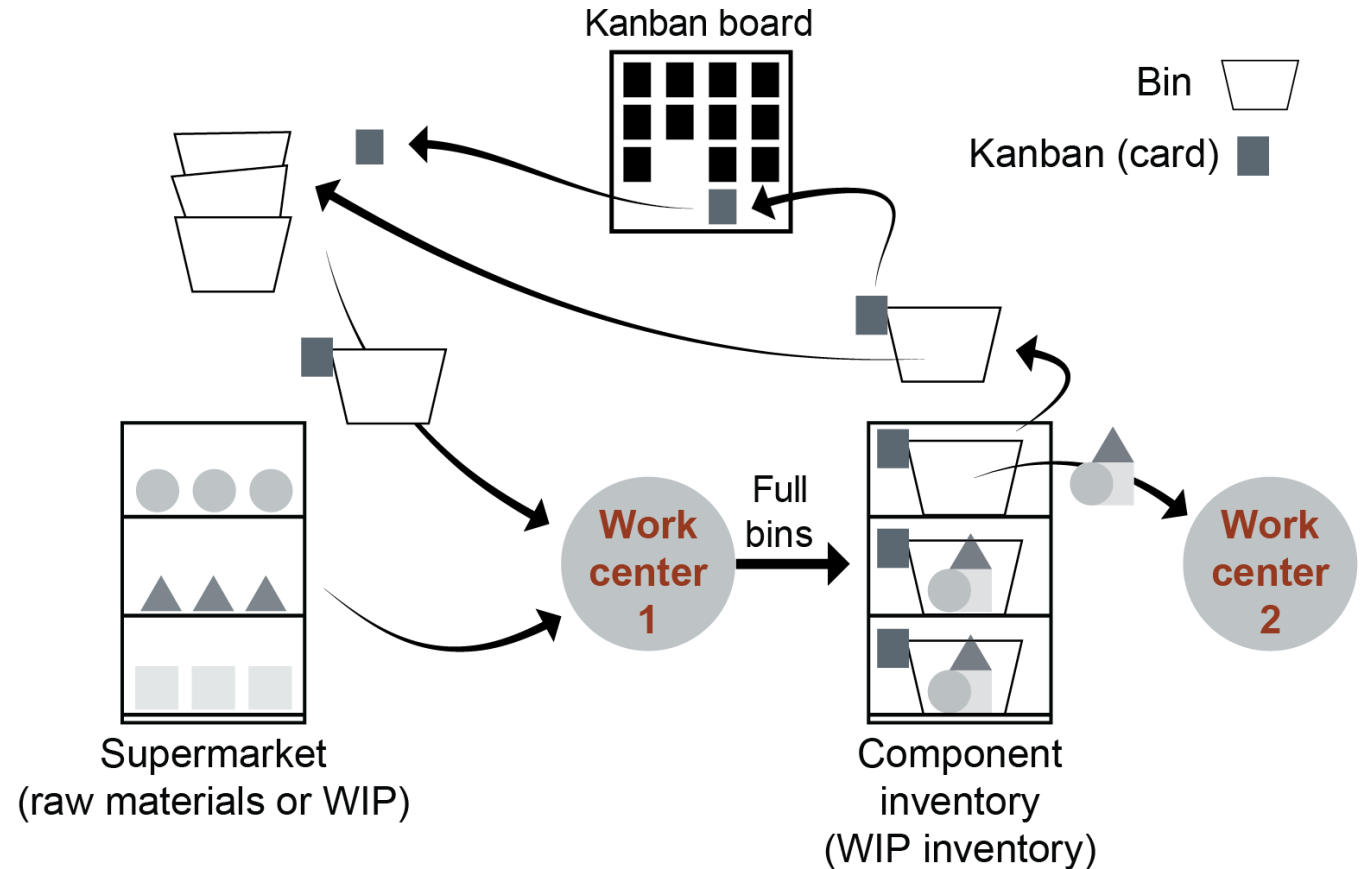 Kanban board
Bin
Kanban (card)
Full
bins
Work
center
1
Work
center
2
Supermarket
(raw materials or WIP)
Component
inventory
(WIP inventory)